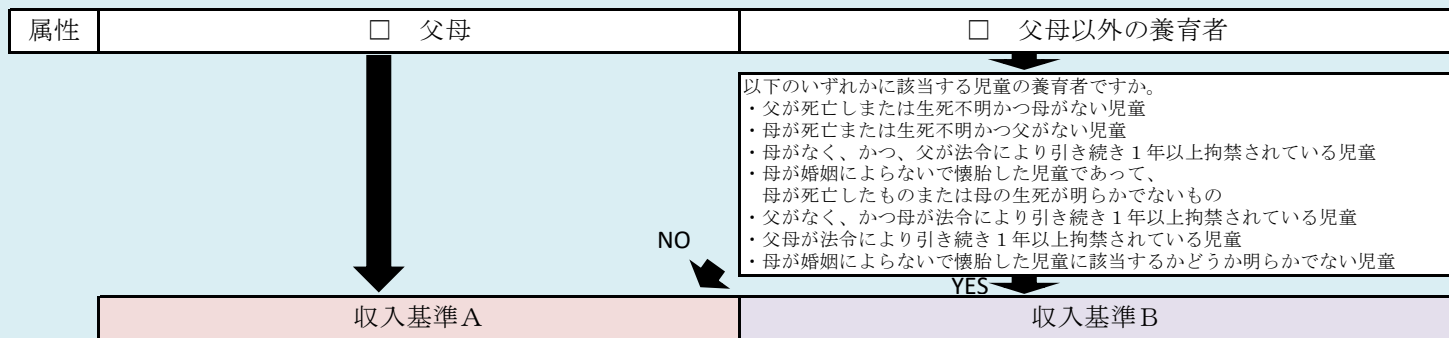 属性
□　父母
□　父母以外の養育者
以下のいずれかに該当する児童の養育者ですか。
・父が死亡しまたは生死不明かつ母がない児童
・母が死亡または生死不明かつ父がない児童
・母がなく、かつ、父が法令により引き続き１年以上拘禁されている児童
・母が婚姻によらないで懐胎した児童であって、
母が死亡したものまたは母の生死が明らかでないもの
・父がなく、かつ母が法令により引き続き１年以上拘禁されている児童
・父母が法令により引き続き１年以上拘禁されている児童
・母が婚姻によらないで懐胎した児童に該当するかどうか明らかでない児童
NO
YES
収入基準Ａ
収入基準Ｂ